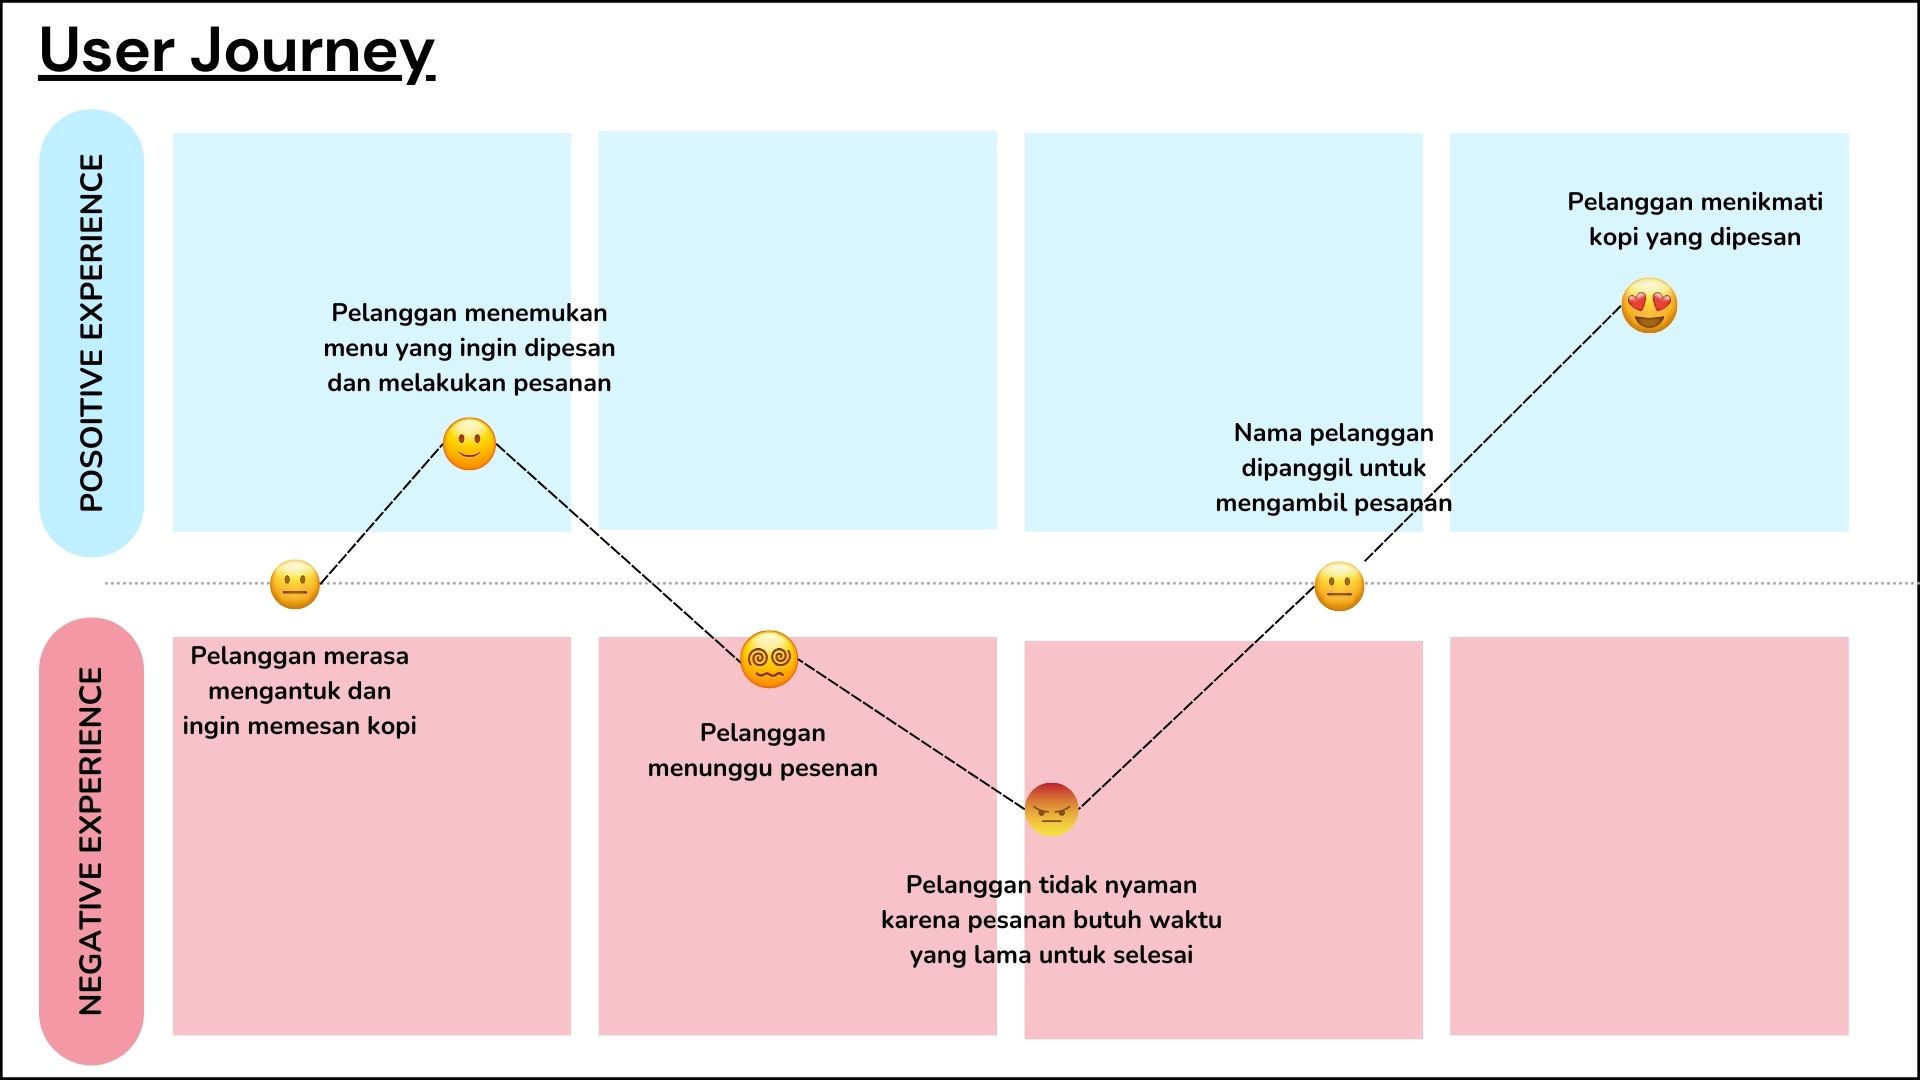 User Journey
POSOITIVE EXPERIENCE
Pelanggan menikmati
kopi yang dipesan
Pelanggan menemukan
menu yang ingin dipesan
dan melakukan pesanan
Nama pelanggan
dipanggil untuk
mengambil pesanan
NEGATIVE EXPERIENCE
Pelanggan merasa
mengantuk dan
ingin memesan kopi
Pelanggan
menunggu pesenan
Pelanggan tidak nyaman
karena pesanan butuh waktu
yang lama untuk selesai